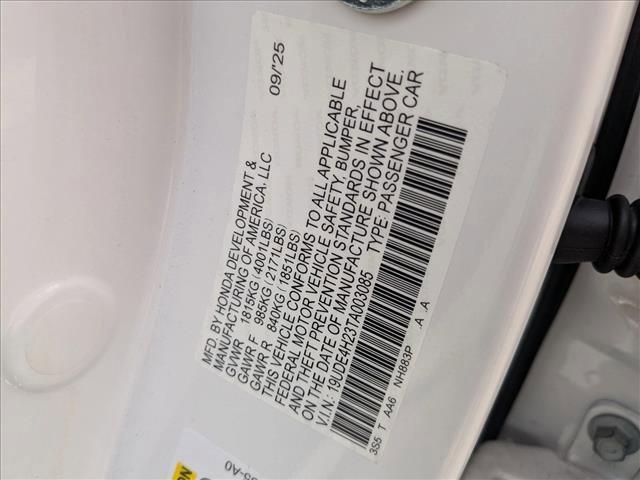 MFD. BY HONDA DEVELOPMENT & 09/'25
MANUFACTURING OF AMERICA, LLC
GVWR 1815KG (4001LBS)
GAWR F 985KG (2171LBS)
GAWR R 840KG (1851LBS)
THIS VEHICLE CONFORMS TO ALL APPLICABLE
FEDERAL MOTOR VEHICLE SAFETY, BUMPER,
AND THEFT PREVENTION STANDARDS IN EFFECT
ON THE DATE OF MANUFACTURE SHOWN ABOVE.
V.I.N.: 19UDE4H23TA003085 TYPE: PASSENGER CAR
3S5 T AA6 NH883P .A .A